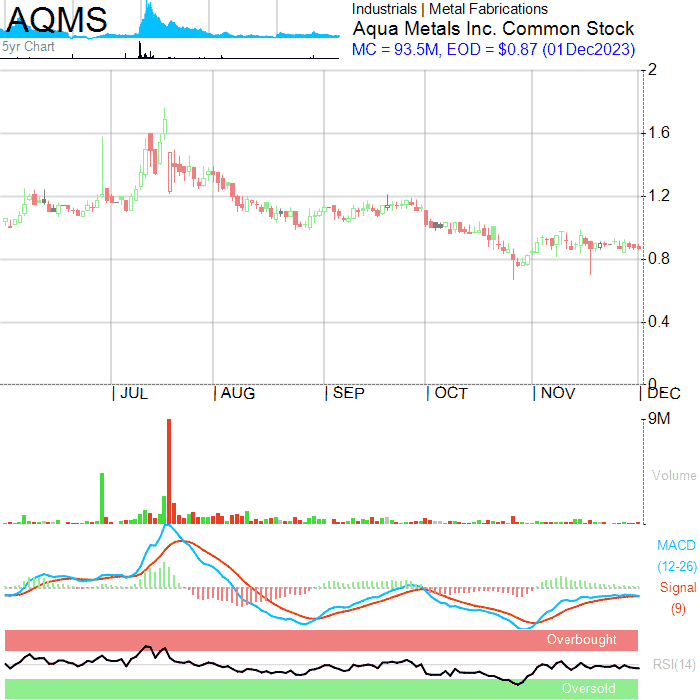 AQMS
5yr Chart
Industrials | Metal Fabrications
Aqua Metals Inc. Common Stock
MC = 93.5M, EOD = $0.87 (01Dec2023)
2
1.6
1.2
0.8
0.4
0
| JUL | AUG | SEP | OCT | NOV | DEC
9M
Volume
MACD
(12-26)
Signal
(9)
Overbought
RSI(14)
Oversold